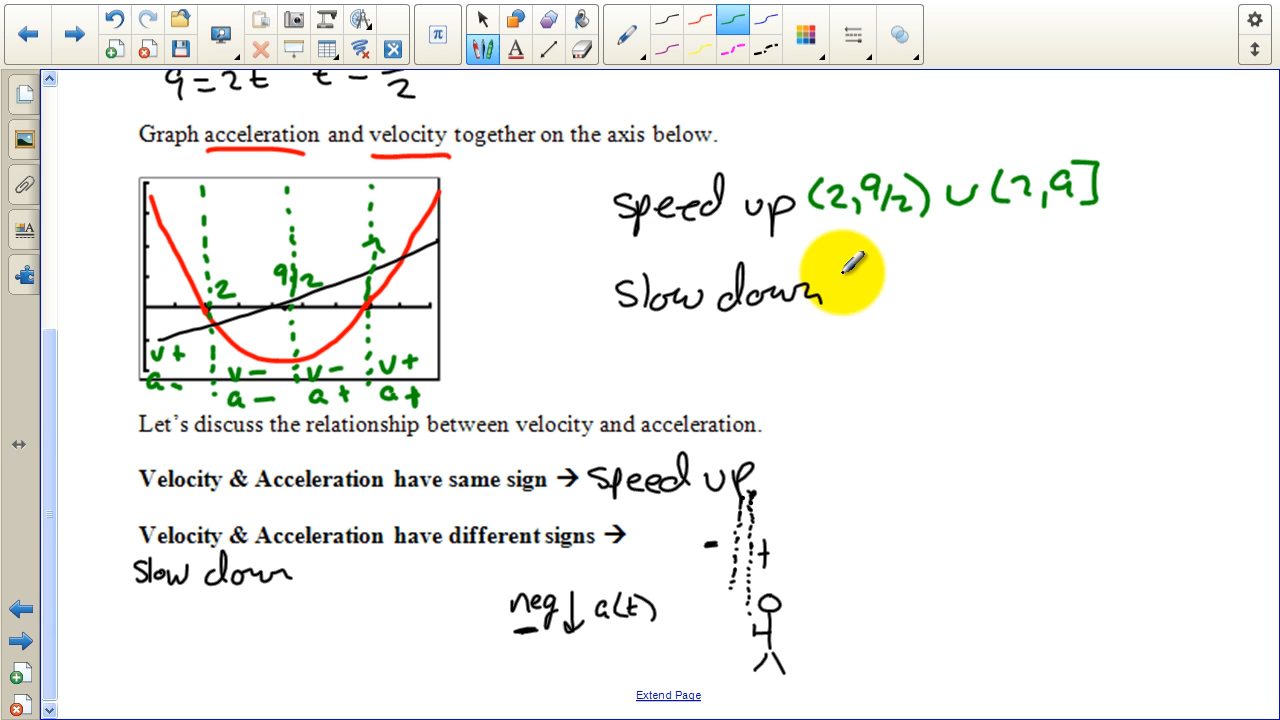 9 = 2t t = /2
Graph acceleration and velocity together on the axis below.
speed up (2,9/2) ∪ (7,9]
2
9/2
7
slow down
v + v - v - v +
a - a - a + a +
Let's discuss the relationship between velocity and acceleration.
Velocity & Acceleration have same sign → speed up
Velocity & Acceleration have different signs →
- +
slow down
neg ↓ a(t)
Extend Page